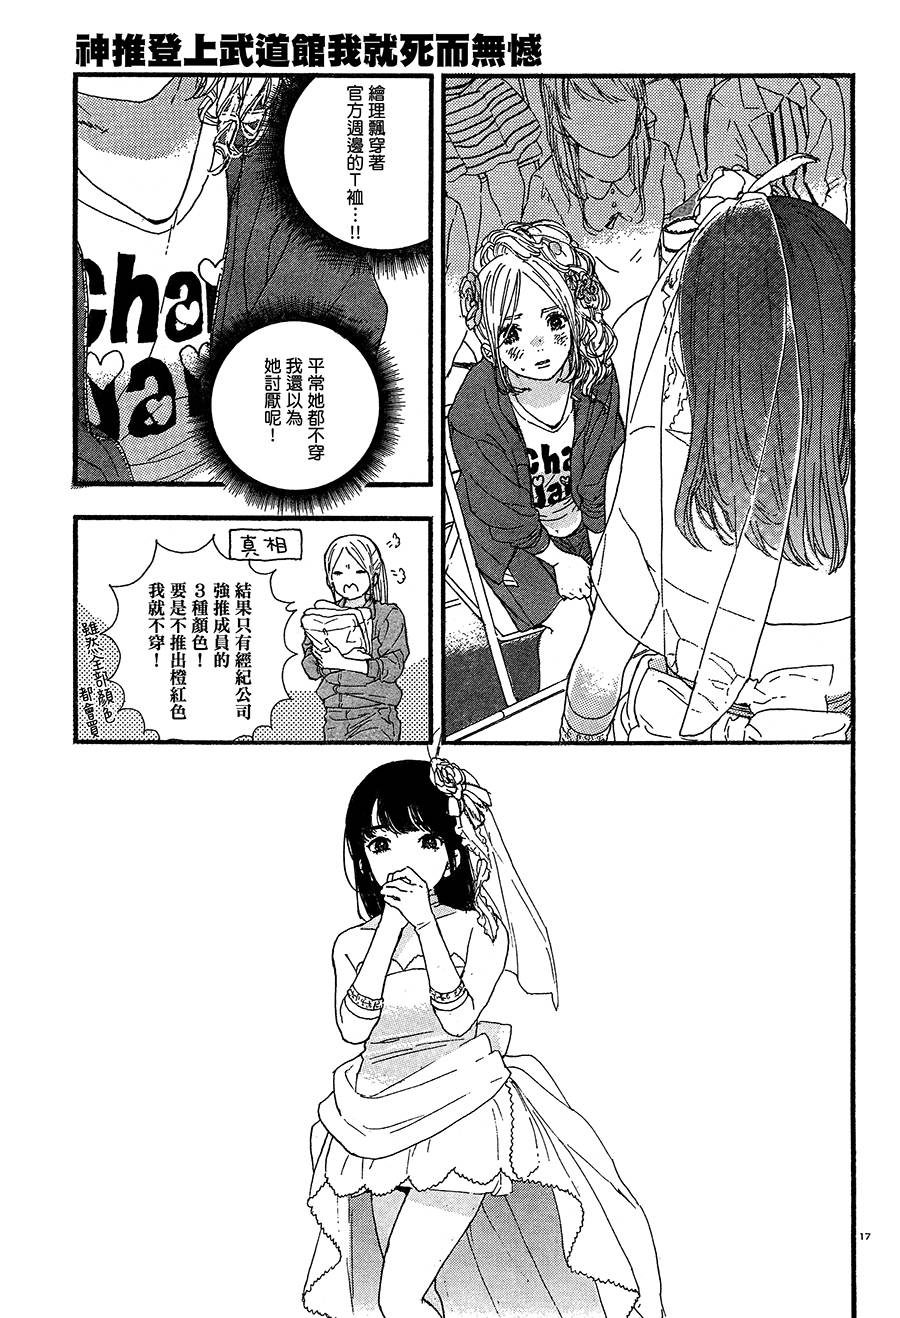 神推登上武道館我就死而無憾
繪理飄穿著
官方週邊的T裇…!!
平常她都不穿
我還以為
她討厭呢！
Cha
Jam
Cha
Jam
真相
結果只有經紀公司
強推成員的
3種顏色！
要是不推出橙紅色
我就不穿！
雖然全部顏色
都會買
17